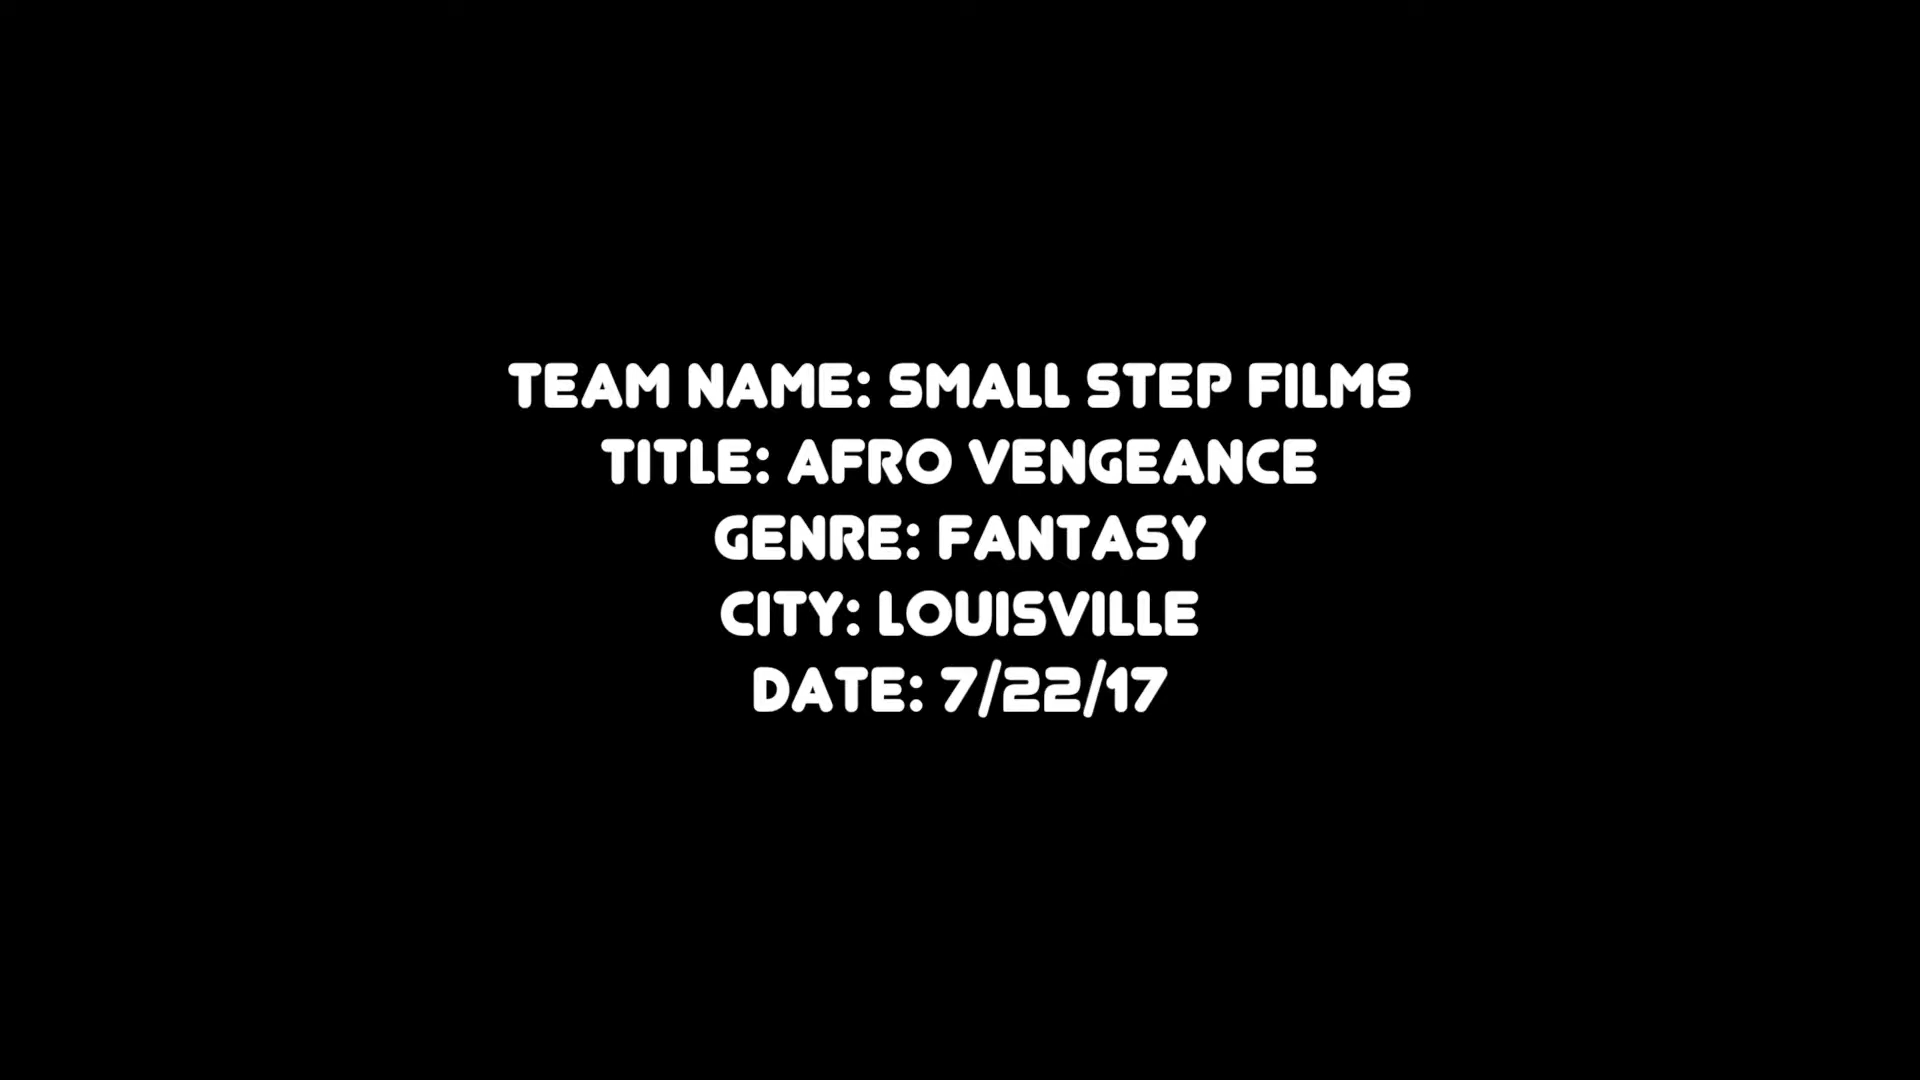 TEAM NAME: SMALL STEP FILMS
TITLE: AFRO VENGEANCE
GENRE: FANTASY
CITY: LOUISVILLE
DATE: 7/22/17